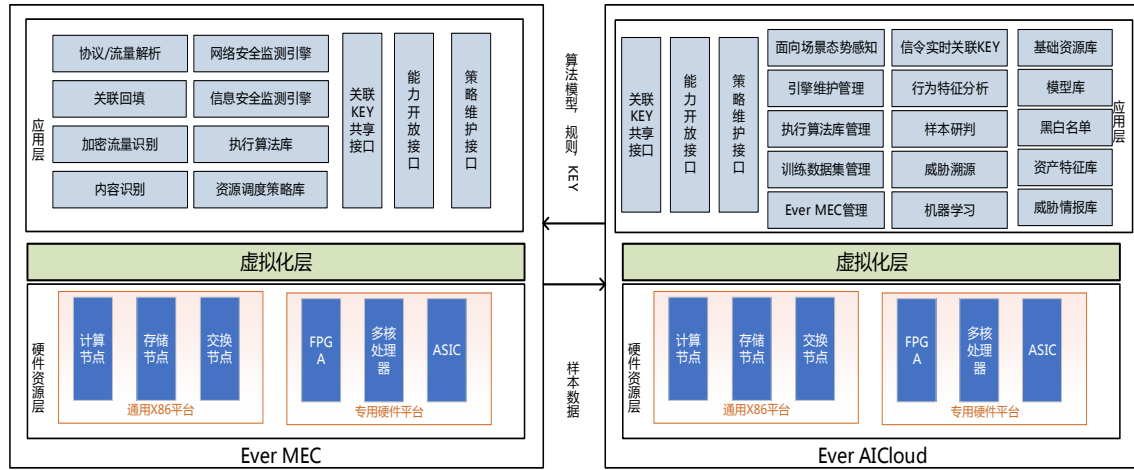 应用层
协议/流量解析
网络安全监测引擎
关联回填
信息安全监测引擎
加密流量识别
执行算法库
内容识别
资源调度策略库
关联
KEY
共享
接口
能力开放接口
策略维护接口
虚拟化层
硬件资源层
计算
节点
存储
节点
交换
节点
通用X86平台
FPG
A
多核
处理
器
ASIC
专用硬件平台
Ever MEC
算法模型，规则，KEY
样本数据
关联
KEY
共享
接口
能力开放接口
策略维护接口
面向场景态势感知
信令实时关联KEY
基础资源库
引擎维护管理
行为特征分析
模型库
执行算法库管理
样本研判
黑白名单
训练数据集管理
威胁溯源
资产特征库
Ever MEC管理
机器学习
威胁情报库
应用层
虚拟化层
硬件资源层
计算
节点
存储
节点
交换
节点
通用X86平台
FPG
A
多核
处理
器
ASIC
专用硬件平台
Ever AICloud